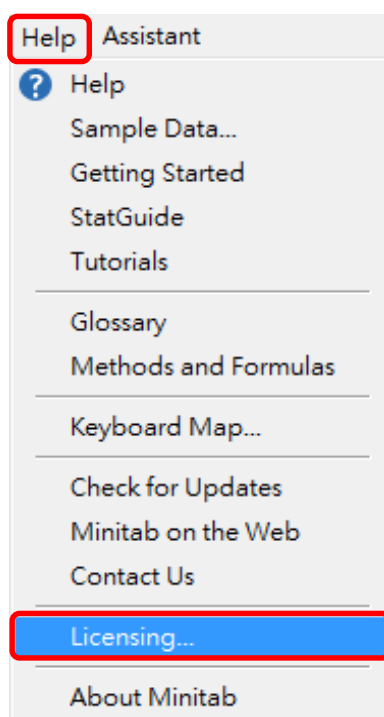 Help Assistant
Help
Sample Data...
Getting Started
StatGuide
Tutorials
Glossary
Methods and Formulas
Keyboard Map...
Check for Updates
Minitab on the Web
Contact Us
Licensing...
About Minitab